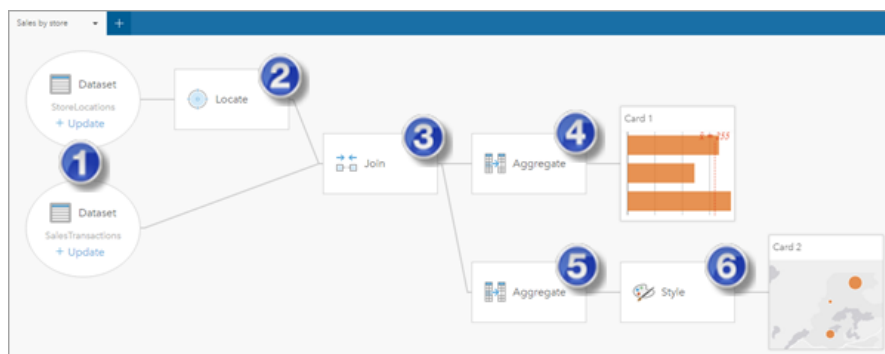 Sales by store
+
Dataset
StoreLocations
+ Update
1
Dataset
SalesTransactions
+ Update
Locate
2
Join
3
Aggregate
4
Card 1
Aggregate
5
Style
6
Card 2